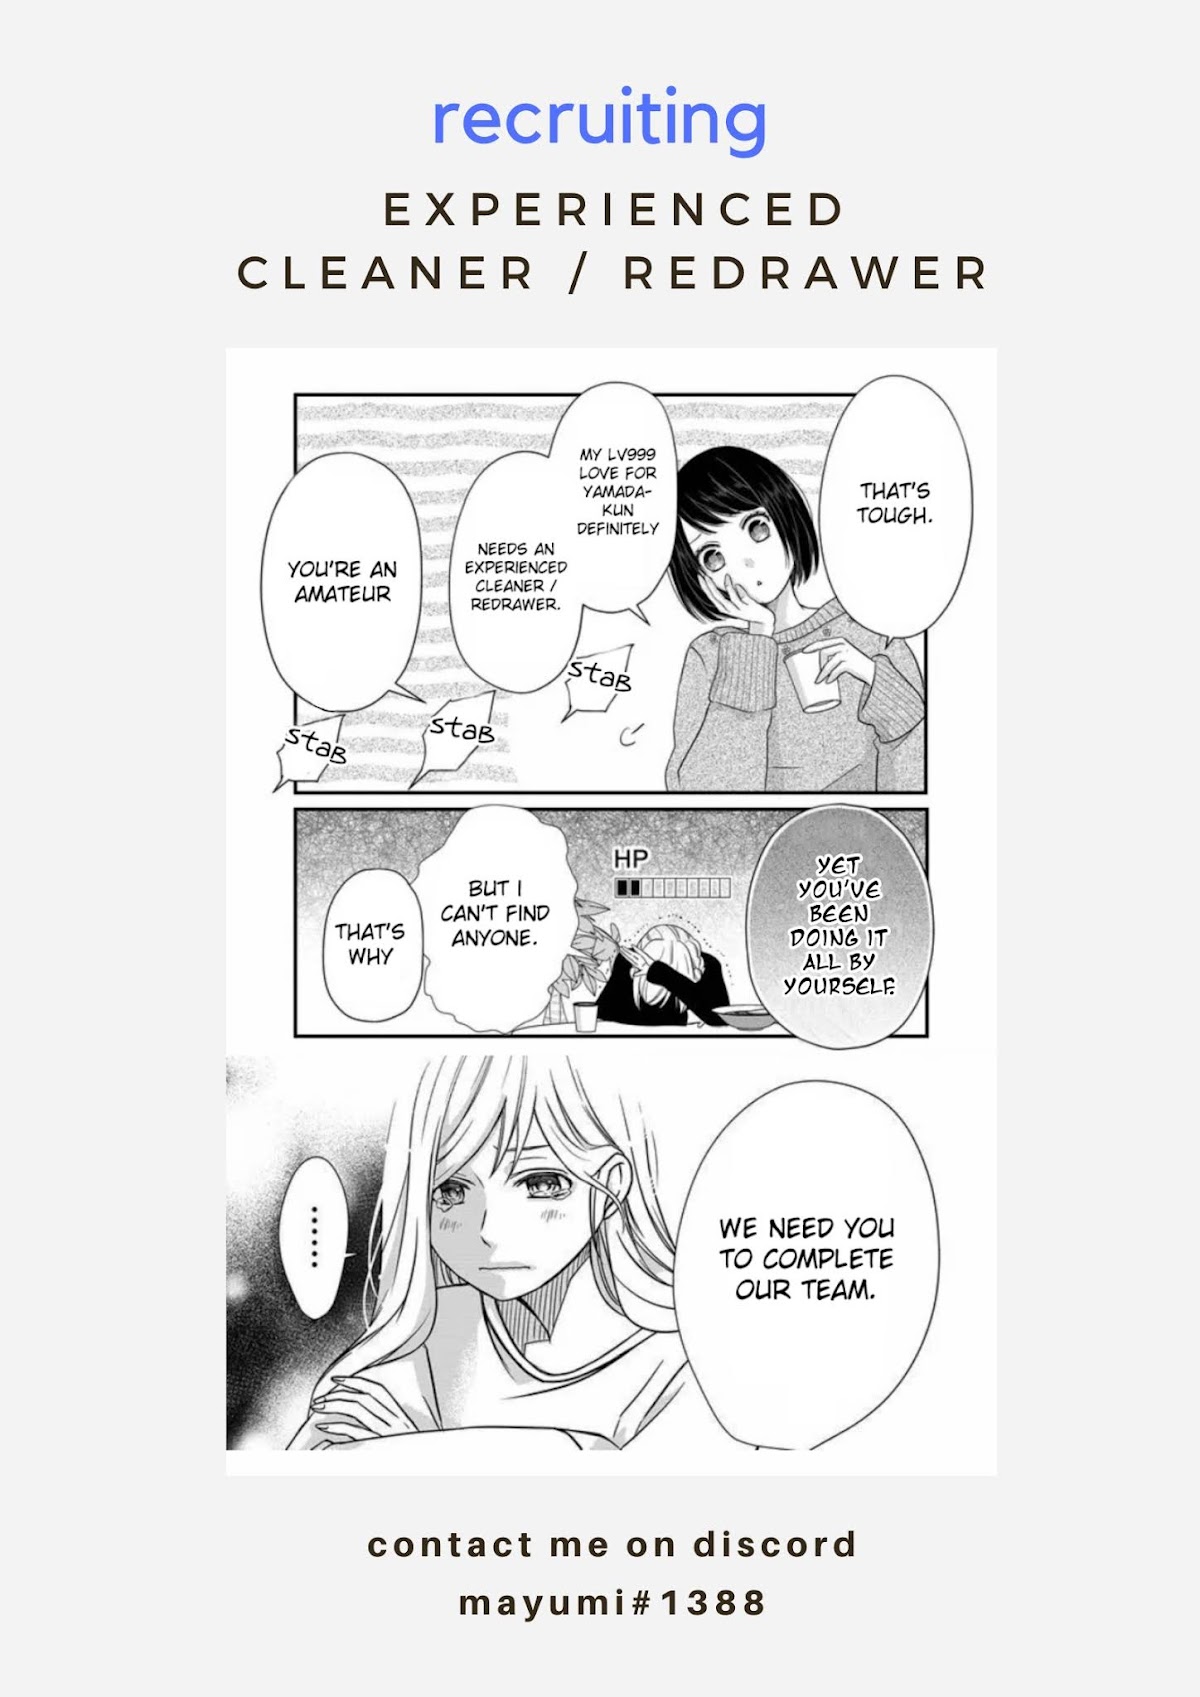 recruiting
EXPERIENCED
CLEANER / REDRAWER
THAT'S
TOUGH.
MY LV999
LOVE FOR
YAMADA-
KUN
DEFINITELY
NEEDS AN
EXPERIENCED
CLEANER /
REDRAWER.
YOU'RE AN
AMATEUR
StaB
StaB
StaB
YET
YOU'VE
BEEN
DOING IT
ALL BY
YOURSELF.
HP
BUT I
CAN'T FIND
ANYONE.
THAT'S
WHY
WE NEED YOU
TO COMPLETE
OUR TEAM.
......
contact me on discord
mayumi#1388